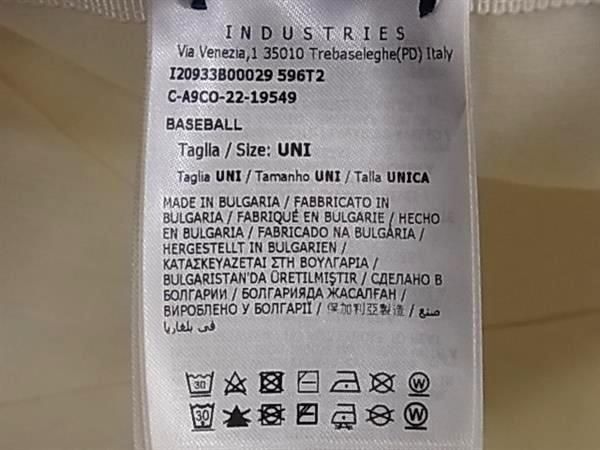 INDUSTRIES
Via Venezia,1 35010 Trebaseleghe(PD) Italy
I20933B00029 596T2
C-A9CO-22-19549
BASEBALL
Taglia / Size: UNI
Taglia UNI / Tamanho UNI / Talla UNICA
MADE IN BULGARIA / FABBRICATO IN
BULGARIA / FABRIQUÉ EN BULGARIE / HECHO
EN BULGARIA / FABRICADO NA BULGÁRIA /
HERGESTELLT IN BULGARIEN /
ΚΑΤΑΣΚΕΥΑΖΕΤΑΙ ΣΤΗ ΒΟΥΛΓΑΡΙΑ /
BULGARISTAN'DA ÜRETILMIŞTIR / СДЕЛАНО В
БОЛГАРИИ / БОЛГАРИЯДА ЖАСАЛҒАН /
ВИРОБЛЕНО У БОЛГАРІЇ / 保加利亞製造 / صنع
في بلغاريا
30 W
30 W